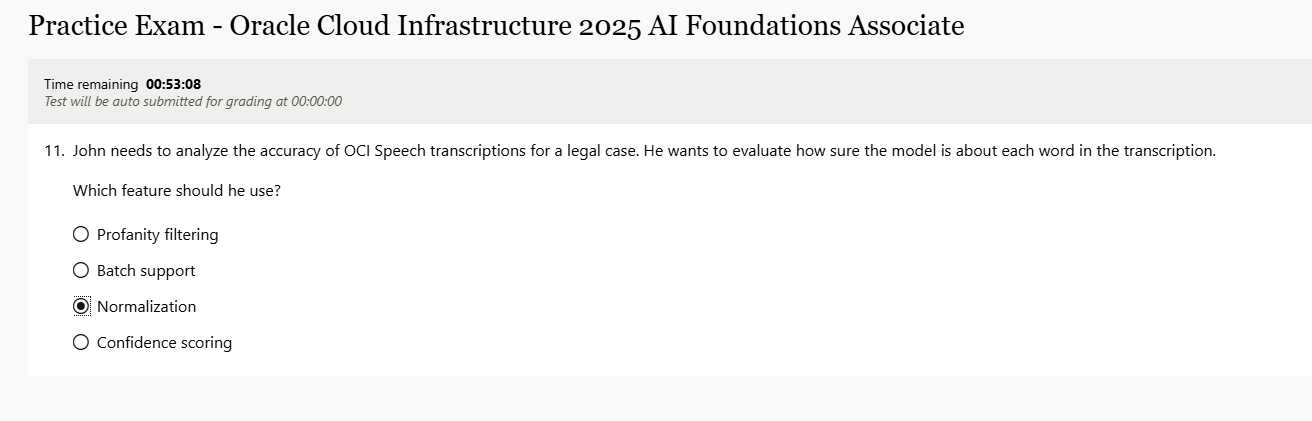 Practice Exam - Oracle Cloud Infrastructure 2025 AI Foundations Associate
Time remaining 00:53:08
Test will be auto submitted for grading at 00:00:00
11. John needs to analyze the accuracy of OCI Speech transcriptions for a legal case. He wants to evaluate how sure the model is about each word in the transcription.
Which feature should he use?
Profanity filtering
Batch support
Normalization
Confidence scoring